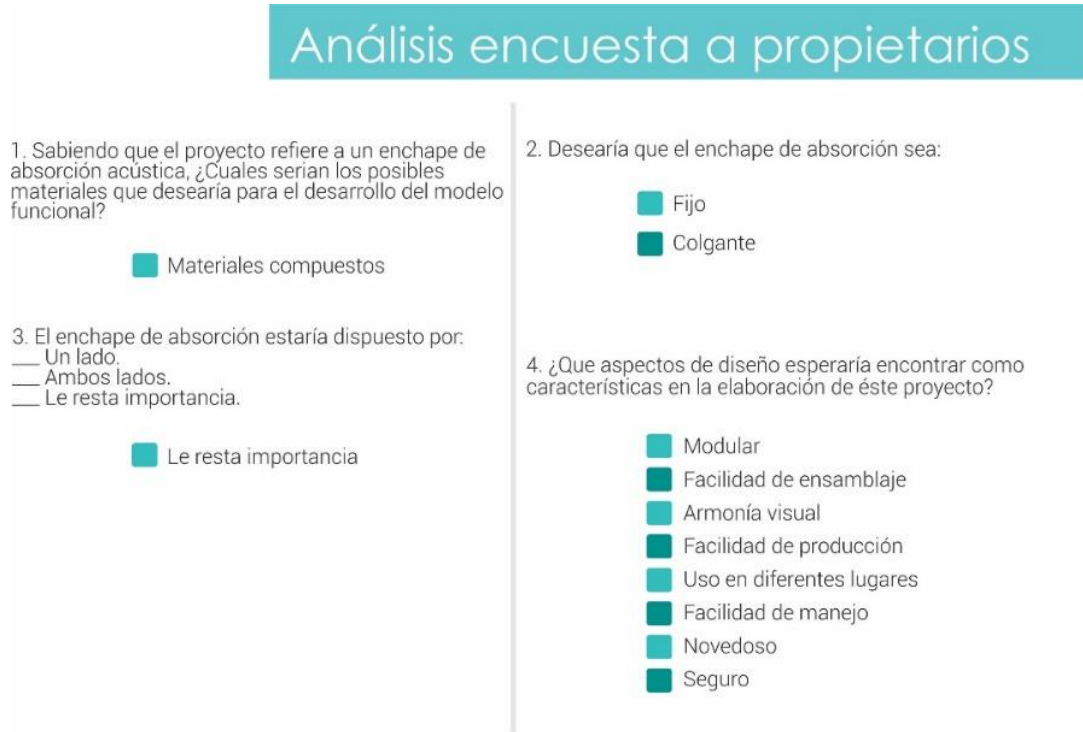 Análisis encuesta a propietarios
1. Sabiendo que el proyecto refiere a un enchape de
absorción acústica, ¿Cuales serian los posibles
materiales que desearía para el desarrollo del modelo
funcional?
Materiales compuestos
2. Desearía que el enchape de absorción sea:
Fijo
Colgante
3. El enchape de absorción estaría dispuesto por:
___ Un lado.
___ Ambos lados.
___ Le resta importancia.
Le resta importancia
4. ¿Que aspectos de diseño esperaría encontrar como
características en la elaboración de éste proyecto?
Modular
Facilidad de ensamblaje
Armonía visual
Facilidad de producción
Uso en diferentes lugares
Facilidad de manejo
Novedoso
Seguro